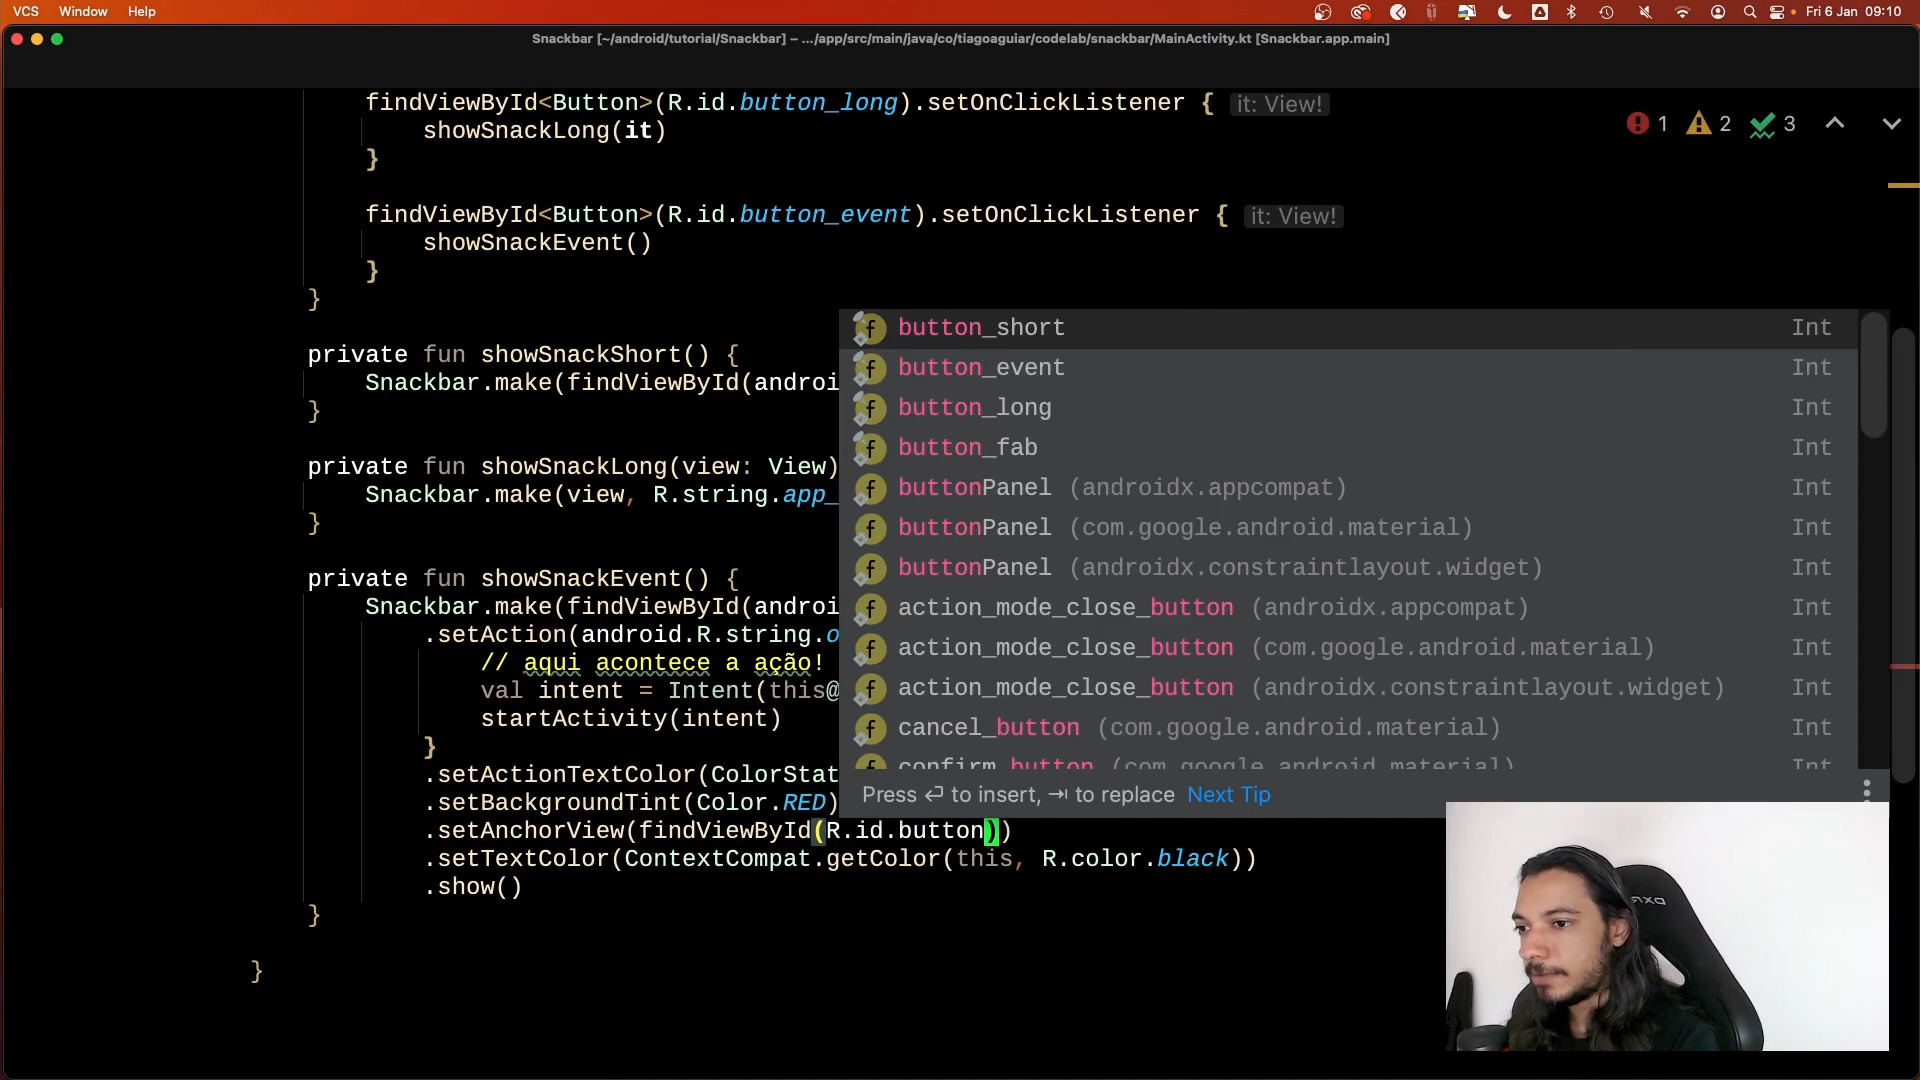 VCS Window Help Fri 6 Jan 09:10
Snackbar [~/android/tutorial/Snackbar] – .../app/src/main/java/co/tiagoaguiar/codelab/snackbar/MainActivity.kt [Snackbar.app.main]
findViewById<Button>(R.id.button_long).setOnClickListener { it: View!
showSnackLong(it)
}
1 2 3
findViewById<Button>(R.id.button_event).setOnClickListener { it: View!
showSnackEvent()
}
}
private fun showSnackShort() {
Snackbar.make(findViewById(androi
}
private fun showSnackLong(view: View)
Snackbar.make(view, R.string.app_
}
private fun showSnackEvent() {
Snackbar.make(findViewById(androi
.setAction(android.R.string.o
// aqui acontece a ação!
val intent = Intent(this@
startActivity(intent)
}
.setActionTextColor(ColorStat
.setBackgroundTint(Color.RED)
.setAnchorView(findViewById(R.id.button))
.setTextColor(ContextCompat.getColor(this, R.color.black))
.show()
}
}
button_short Int
button_event Int
button_long Int
button_fab Int
buttonPanel (androidx.appcompat) Int
buttonPanel (com.google.android.material) Int
buttonPanel (androidx.constraintlayout.widget) Int
action_mode_close_button (androidx.appcompat) Int
action_mode_close_button (com.google.android.material) Int
action_mode_close_button (androidx.constraintlayout.widget) Int
cancel_button (com.google.android.material) Int
confirm_button (com.google.android.material) Int
Press ↩ to insert, ⇥ to replace Next Tip
DXR